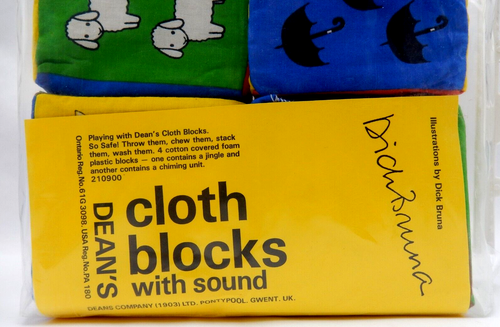 Playing with Dean's Cloth Blocks.
So Safe! Throw them, chew them, stack
them, wash them. 4 cotton covered foam
plastic blocks — one contains a jingle and
another contains a chiming unit.
210900
Ontario Reg.No.61G 3098. USA Reg.No.PA 180
DEAN'S
cloth
blocks
with sound
DEANS COMPANY (1903) LTD. PONTYPOOL. GWENT. UK.
Dick Bruna
Illustrations by Dick Bruna